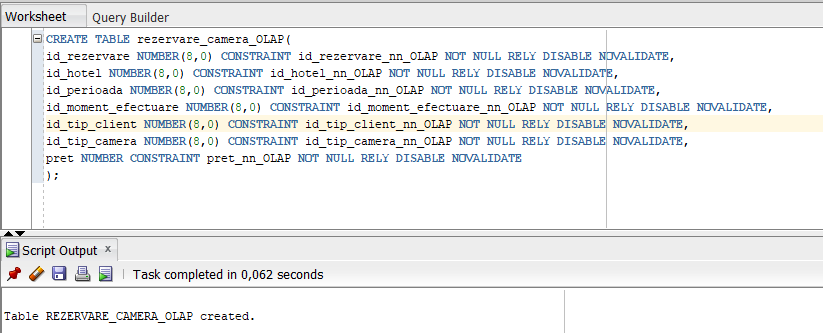 Worksheet Query Builder
CREATE TABLE rezervare_camera_OLAP(
id_rezervare NUMBER(8,0) CONSTRAINT id_rezervare_nn_OLAP NOT NULL RELY DISABLE NOVALIDATE,
id_hotel NUMBER(8,0) CONSTRAINT id_hotel_nn_OLAP NOT NULL RELY DISABLE NOVALIDATE,
id_perioada NUMBER(8,0) CONSTRAINT id_perioada_nn_OLAP NOT NULL RELY DISABLE NOVALIDATE,
id_moment_efectuare NUMBER(8,0) CONSTRAINT id_moment_efectuare_nn_OLAP NOT NULL RELY DISABLE NOVALIDATE,
id_tip_client NUMBER(8,0) CONSTRAINT id_tip_client_nn_OLAP NOT NULL RELY DISABLE NOVALIDATE,
id_tip_camera NUMBER(8,0) CONSTRAINT id_tip_camera_nn_OLAP NOT NULL RELY DISABLE NOVALIDATE,
pret NUMBER CONSTRAINT pret_nn_OLAP NOT NULL RELY DISABLE NOVALIDATE
);
Script Output x
Task completed in 0,062 seconds
Table REZERVARE_CAMERA_OLAP created.